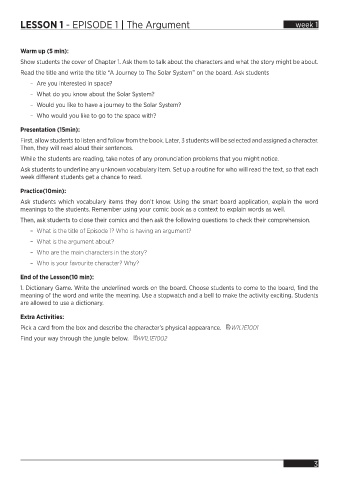 LESSON 1 - EPISODE 1 | The Argument
week 1
Warm up (5 min):
Show students the cover of Chapter 1. Ask them to talk about the characters and what the story might be about.
Read the title and write the title "A Journey to The Solar System" on the board. Ask students
- Are you interested in space?
- What do you know about the Solar System?
- Would you like to have a journey to the Solar System?
- Who would you like to go to the space with?
Presentation (15min):
First, allow students to listen and follow from the book. Later, 3 students will be selected and assigned a character.
Then, they will read aloud their sentences.
While the students are reading, take notes of any pronunciation problems that you might notice.
Ask students to underline any unknown vocabulary item. Set up a routine for who will read the text, so that each
week different students get a chance to read.
Practice(10min):
Ask students which vocabulary items they don't know. Using the smart board application, explain the word
meanings to the students. Remember using your comic book as a context to explain words as well.
Then, ask students to close their comics and then ask the following questions to check their comprehension.
- What is the title of Episode 1? Who is having an argument?
- What is the argument about?
- Who are the main characters in the story?
- Who is your favourite character? Why?
End of the Lesson(10 min):
1. Dictionary Game. Write the underlined words on the board. Choose students to come to the board, find the
meaning of the word and write the meaning. Use a stopwatch and a bell to make the activity exciting. Students
are allowed to use a dictionary.
Extra Activities:
Pick a card from the box and describe the character's physical appearance. W1L1E1001
Find your way through the jungle below. W1L1E1002
3